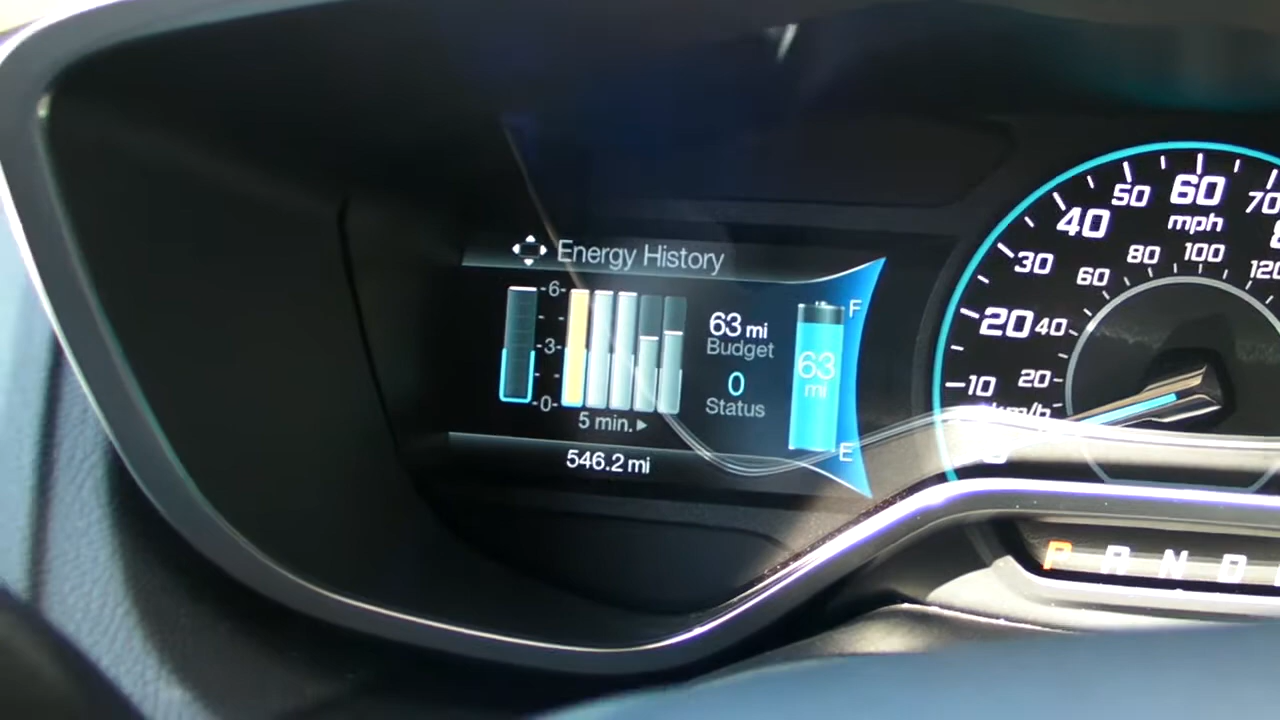 Energy History
-6-
-3-
-0-
5 min.
63 mi
Budget
0
Status
546.2 mi
F
63
mi
E
10
20
30
40
50
60
70
mph
20
40
60
80
100
120
km/h
P R N D